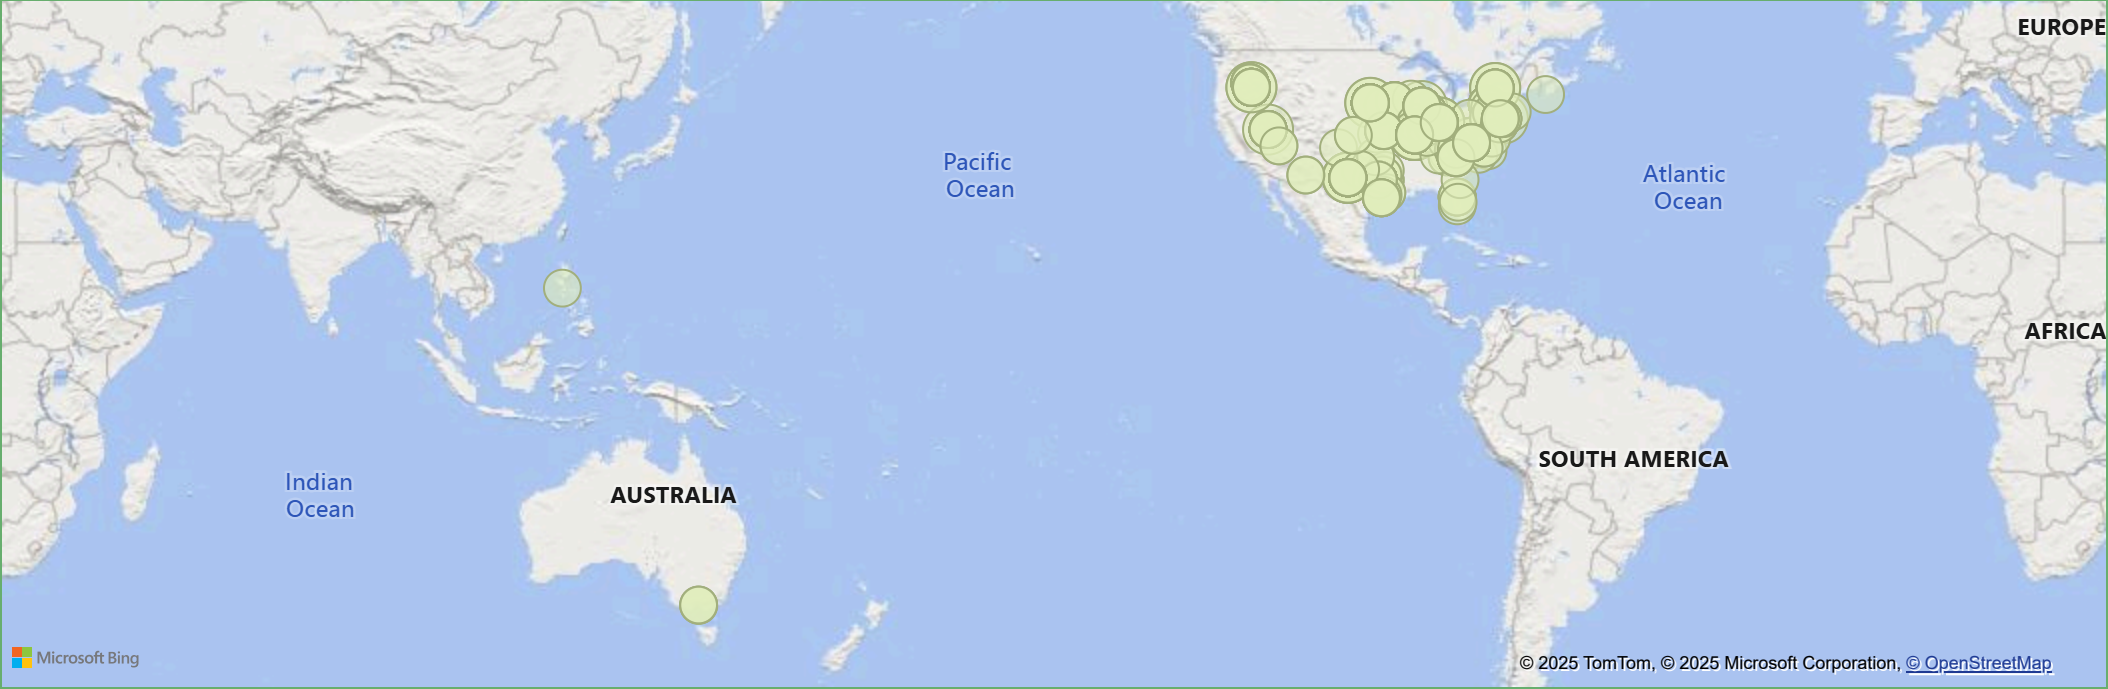 EUROPE
Pacific
Ocean
Atlantic
Ocean
AFRICA
SOUTH AMERICA
Indian
Ocean
AUSTRALIA
Microsoft Bing
© 2025 TomTom, © 2025 Microsoft Corporation, © OpenStreetMap